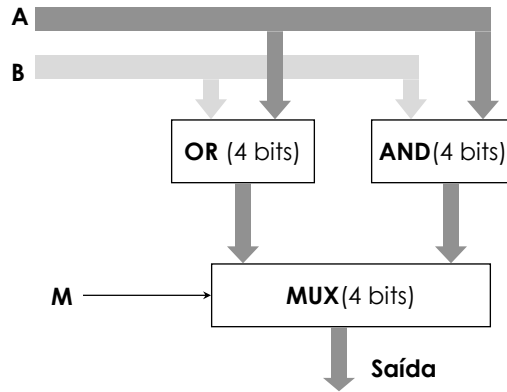 A
B
OR (4 bits)
AND(4 bits)
M
MUX(4 bits)
Saída